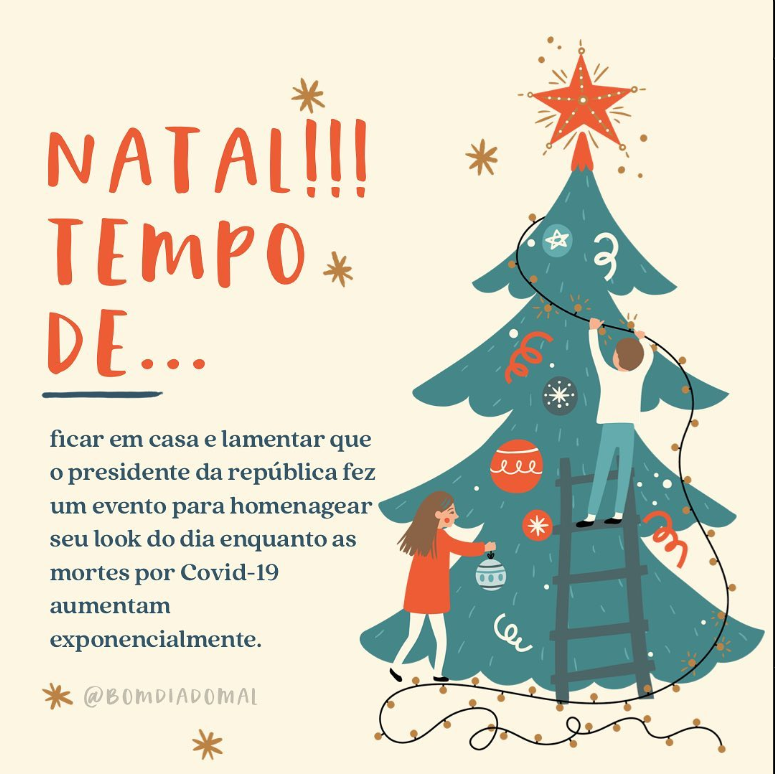 NATAL!!!
TEMPO
DE...
ficar em casa e lamentar que
o presidente da república fez
um evento para homenagear
seu look do dia enquanto as
mortes por Covid-19
aumentam
exponencialmente.
@BOMDIADOMAL